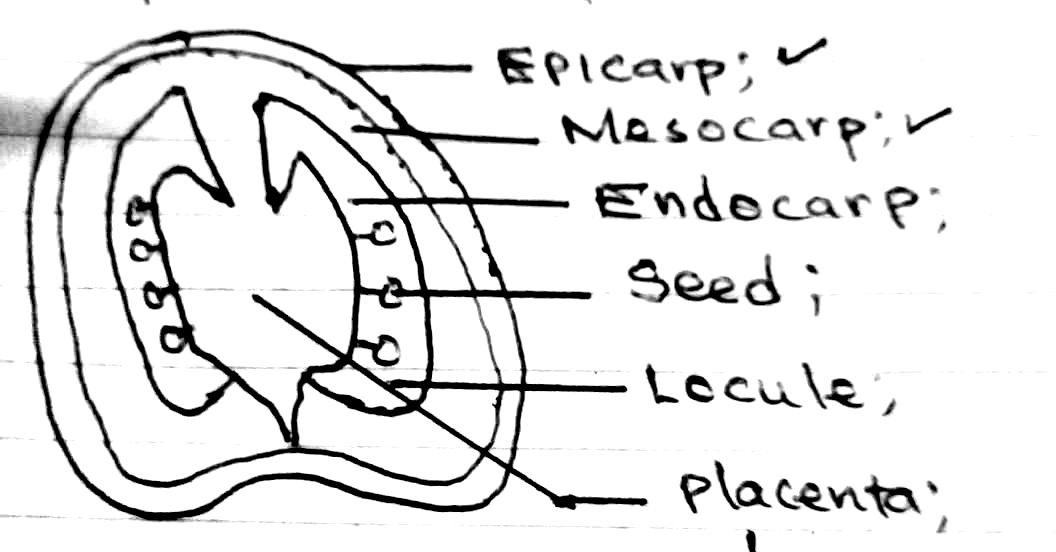 Epicarp; ✓
Mesocarp; ✓
Endocarp;
Seed;
Locule,
Placenta;